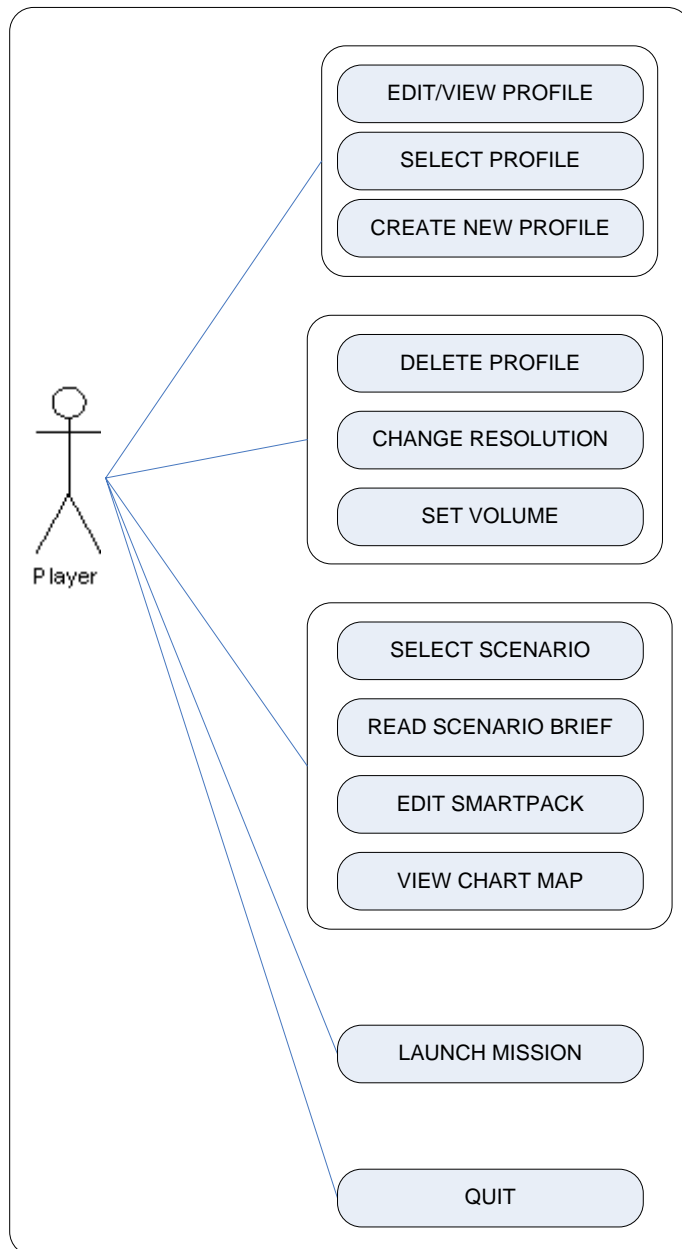 EDIT/VIEW PROFILE
SELECT PROFILE
CREATE NEW PROFILE
DELETE PROFILE
CHANGE RESOLUTION
SET VOLUME
Player
SELECT SCENARIO
READ SCENARIO BRIEF
EDIT SMARTPACK
VIEW CHART MAP
LAUNCH MISSION
QUIT